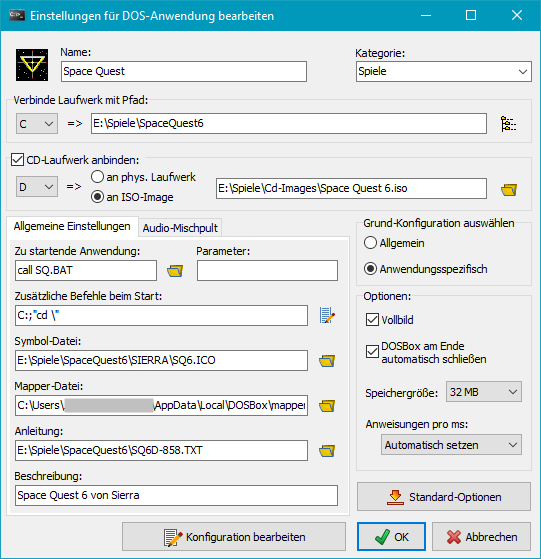 Einstellungen für DOS-Anwendung bearbeiten
Name:
Space Quest
Kategorie:
Spiele
Verbinde Laufwerk mit Pfad:
C => E:\Spiele\SpaceQuest6
CD-Laufwerk anbinden:
D => an phys. Laufwerk
an ISO-Image
E:\Spiele\Cd-Images\Space Quest 6.iso
Allgemeine Einstellungen Audio-Mischpult
Zu startende Anwendung: Parameter:
call SQ.BAT
Zusätzliche Befehle beim Start:
C:;"cd \"
Symbol-Datei:
E:\Spiele\SpaceQuest6\SIERRA\SQ6.ICO
Mapper-Datei:
C:\Users\ \AppData\Local\DOSBox\mapper
Anleitung:
E:\Spiele\SpaceQuest6\SQ6D-858.TXT
Beschreibung:
Space Quest 6 von Sierra
Grund-Konfiguration auswählen
Allgemein
Anwendungsspezifisch
Optionen:
Vollbild
DOSBox am Ende
automatisch schließen
Speichergröße: 32 MB
Anweisungen pro ms:
Automatisch setzen
Standard-Optionen
Konfiguration bearbeiten OK Abbrechen